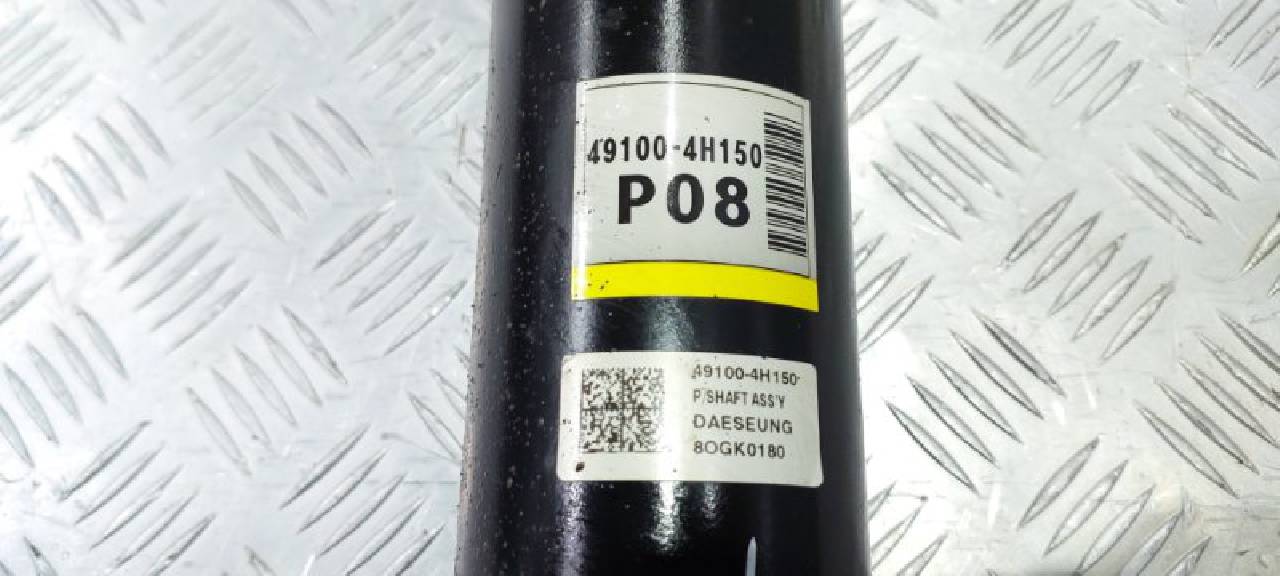 49100-4H150
P08
49100-4H150
P/SHAFT ASS'Y
DAESEUNG
8OGK0180